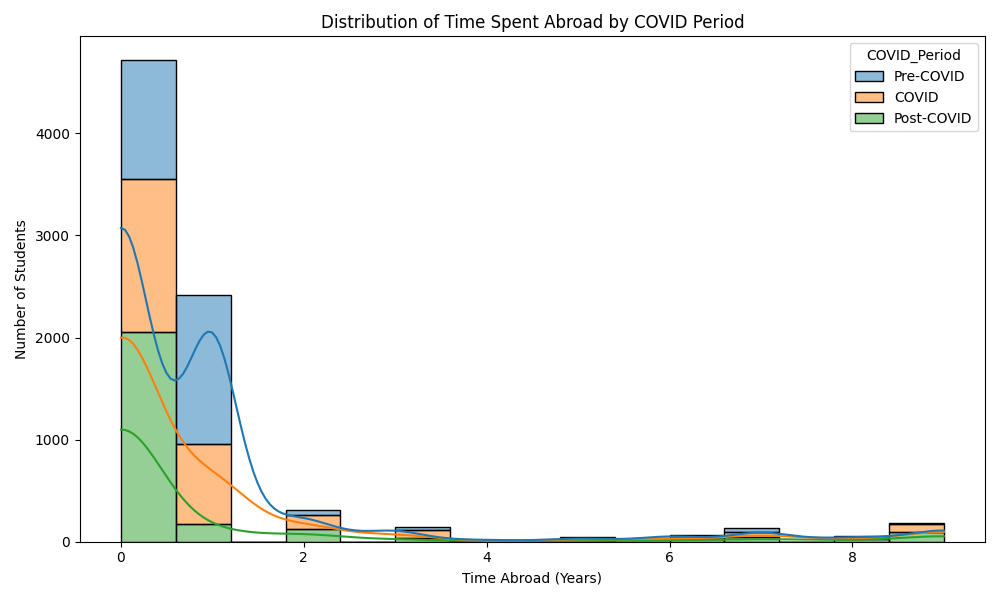 Distribution of Time Spent Abroad by COVID Period
COVID_Period
Pre-COVID
COVID
Post-COVID
Number of Students
4000
3000
2000
1000
0
0 2 4 6 8
Time Abroad (Years)